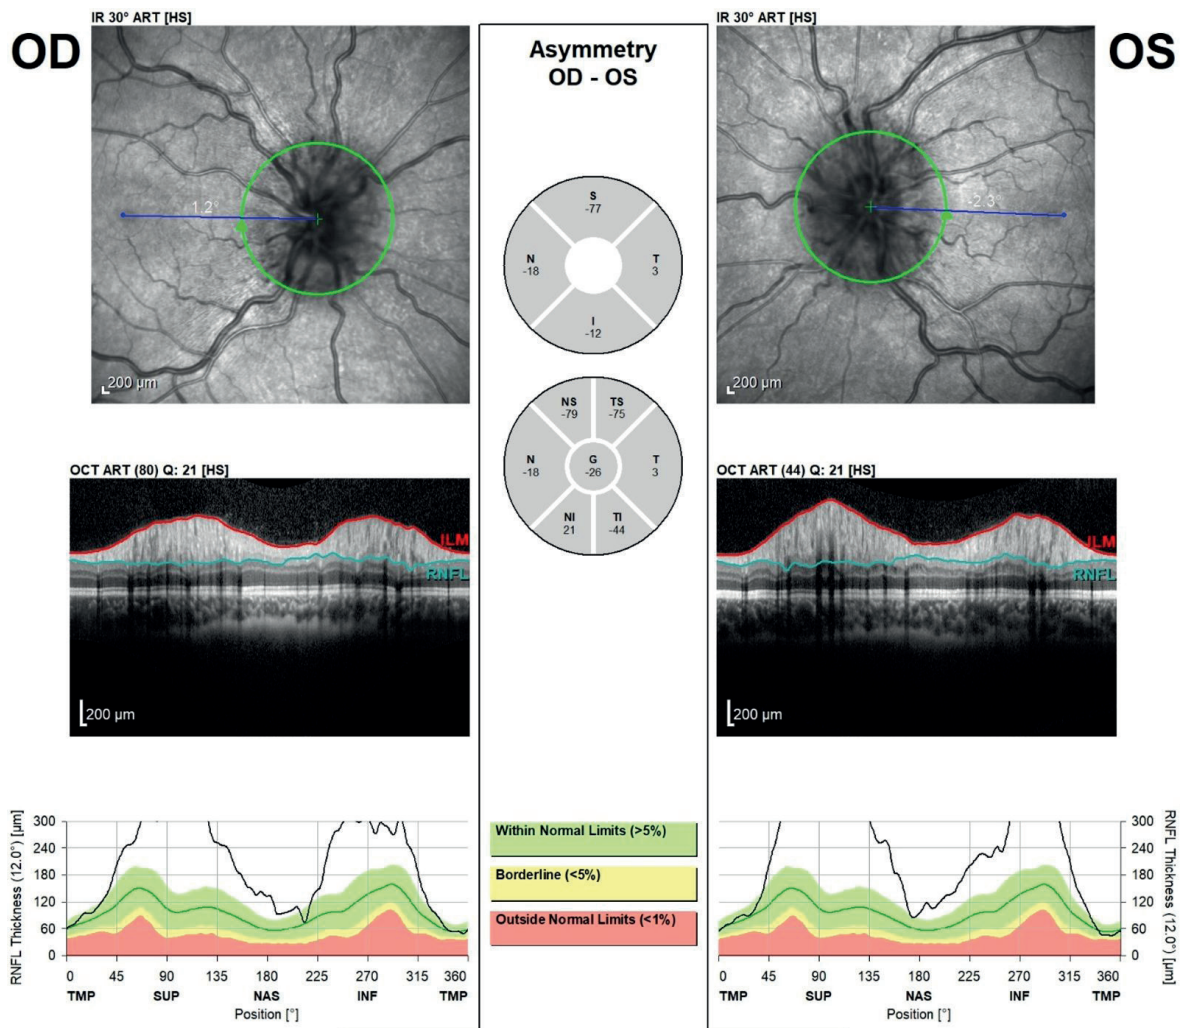 IR 30° ART [HS]
OD
1.2°
200 µm
OCT ART (80) Q: 21 [HS]
ILM
RNFL
200 µm
RNFL Thickness (12.0°) [µm]
300
240
180
120
60
0
0 45 90 135 180 225 270 315 360
TMP SUP NAS INF TMP
Position [°]
Asymmetry
OD - OS
S
-77
N
-18
T
3
I
-12
NS
-79
TS
-75
N
-18
G
-26
T
3
NI
21
TI
-44
Within Normal Limits (>5%)
Borderline (<5%)
Outside Normal Limits (<1%)
IR 30° ART [HS]
OS
-2.3°
200 µm
OCT ART (44) Q: 21 [HS]
ILM
RNFL
200 µm
300
240
180
120
60
0
RNFL Thickness (12.0°) [µm]
0 45 90 135 180 225 270 315 360
TMP SUP NAS INF TMP
Position [°]